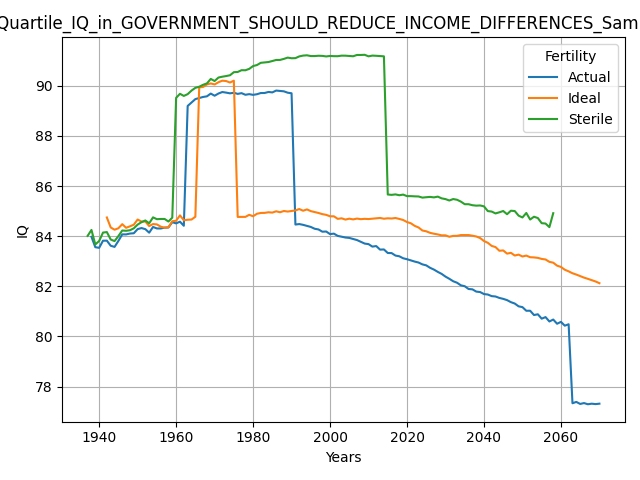 Quartile_IQ_in_GOVERNMENT_SHOULD_REDUCE_INCOME_DIFFERENCES_Sam
Fertility
Actual
Ideal
Sterile
90
88
86
84
82
80
78
IQ
1940 1960 1980 2000 2020 2040 2060
Years